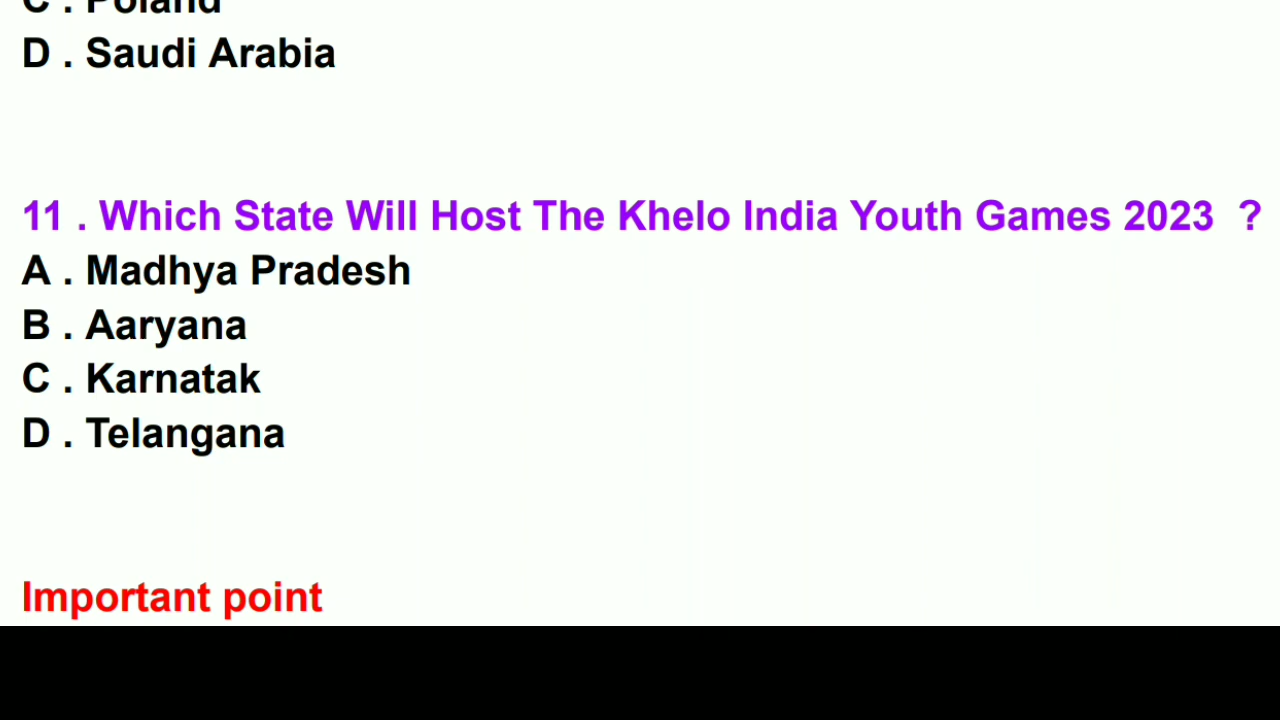 C . Poland
D . Saudi Arabia
11 . Which State Will Host The Khelo India Youth Games 2023 ?
A . Madhya Pradesh
B . Aaryana
C . Karnatak
D . Telangana
Important point